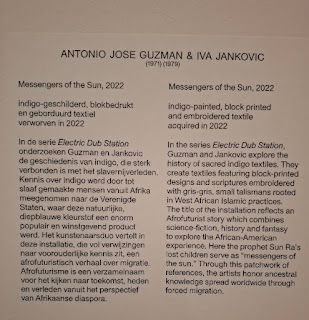 ANTONIO JOSE GUZMAN & IVA JANKOVIC
(1971) (1979)
Messengers of the Sun, 2022
indigo-geschilderd, blokbedrukt
en geborduurd textiel
verworven in 2022
In de serie Electric Dub Station
onderzoeken Guzman en Jankovic
de geschiedenis van indigo, die sterk
verbonden is met het slavernijverleden.
Kennis over indigo werd door tot
slaaf gemaakte mensen vanuit Afrika
meegenomen naar de Verenigde
Staten, waar deze natuurlijke,
diepblauwe kleurstof een enorm
populair en winstgevend product
werd. Het kunstenaarsduo vertelt in
deze installatie, die vol verwijzingen
naar voorouderlijke kennis zit, een
afrofuturistisch verhaal over migratie.
Afrofuturisme is een verzamelnaam
voor het kijken naar toekomst, heden
en verleden vanuit het perspectief
van Afrikaanse diaspora.
Messengers of the Sun, 2022
indigo-painted, block printed
and embroidered textile
acquired in 2022
In the series Electric Dub Station,
Guzman and Jankovic explore the
history of sacred indigo textiles. They
create textiles featuring block-printed
designs and scriptures embroidered
with gris-gris, small talismans rooted
in West African Islamic practices.
The title of the installation reflects an
Afrofuturist story which combines
science-fiction, history and fantasy
to explore the African-American
experience. Here the prophet Sun Ra's
lost children serve as "messengers of
the sun." Through this patchwork of
references, the artists honor ancestral
knowledge spread worldwide through
forced migration.